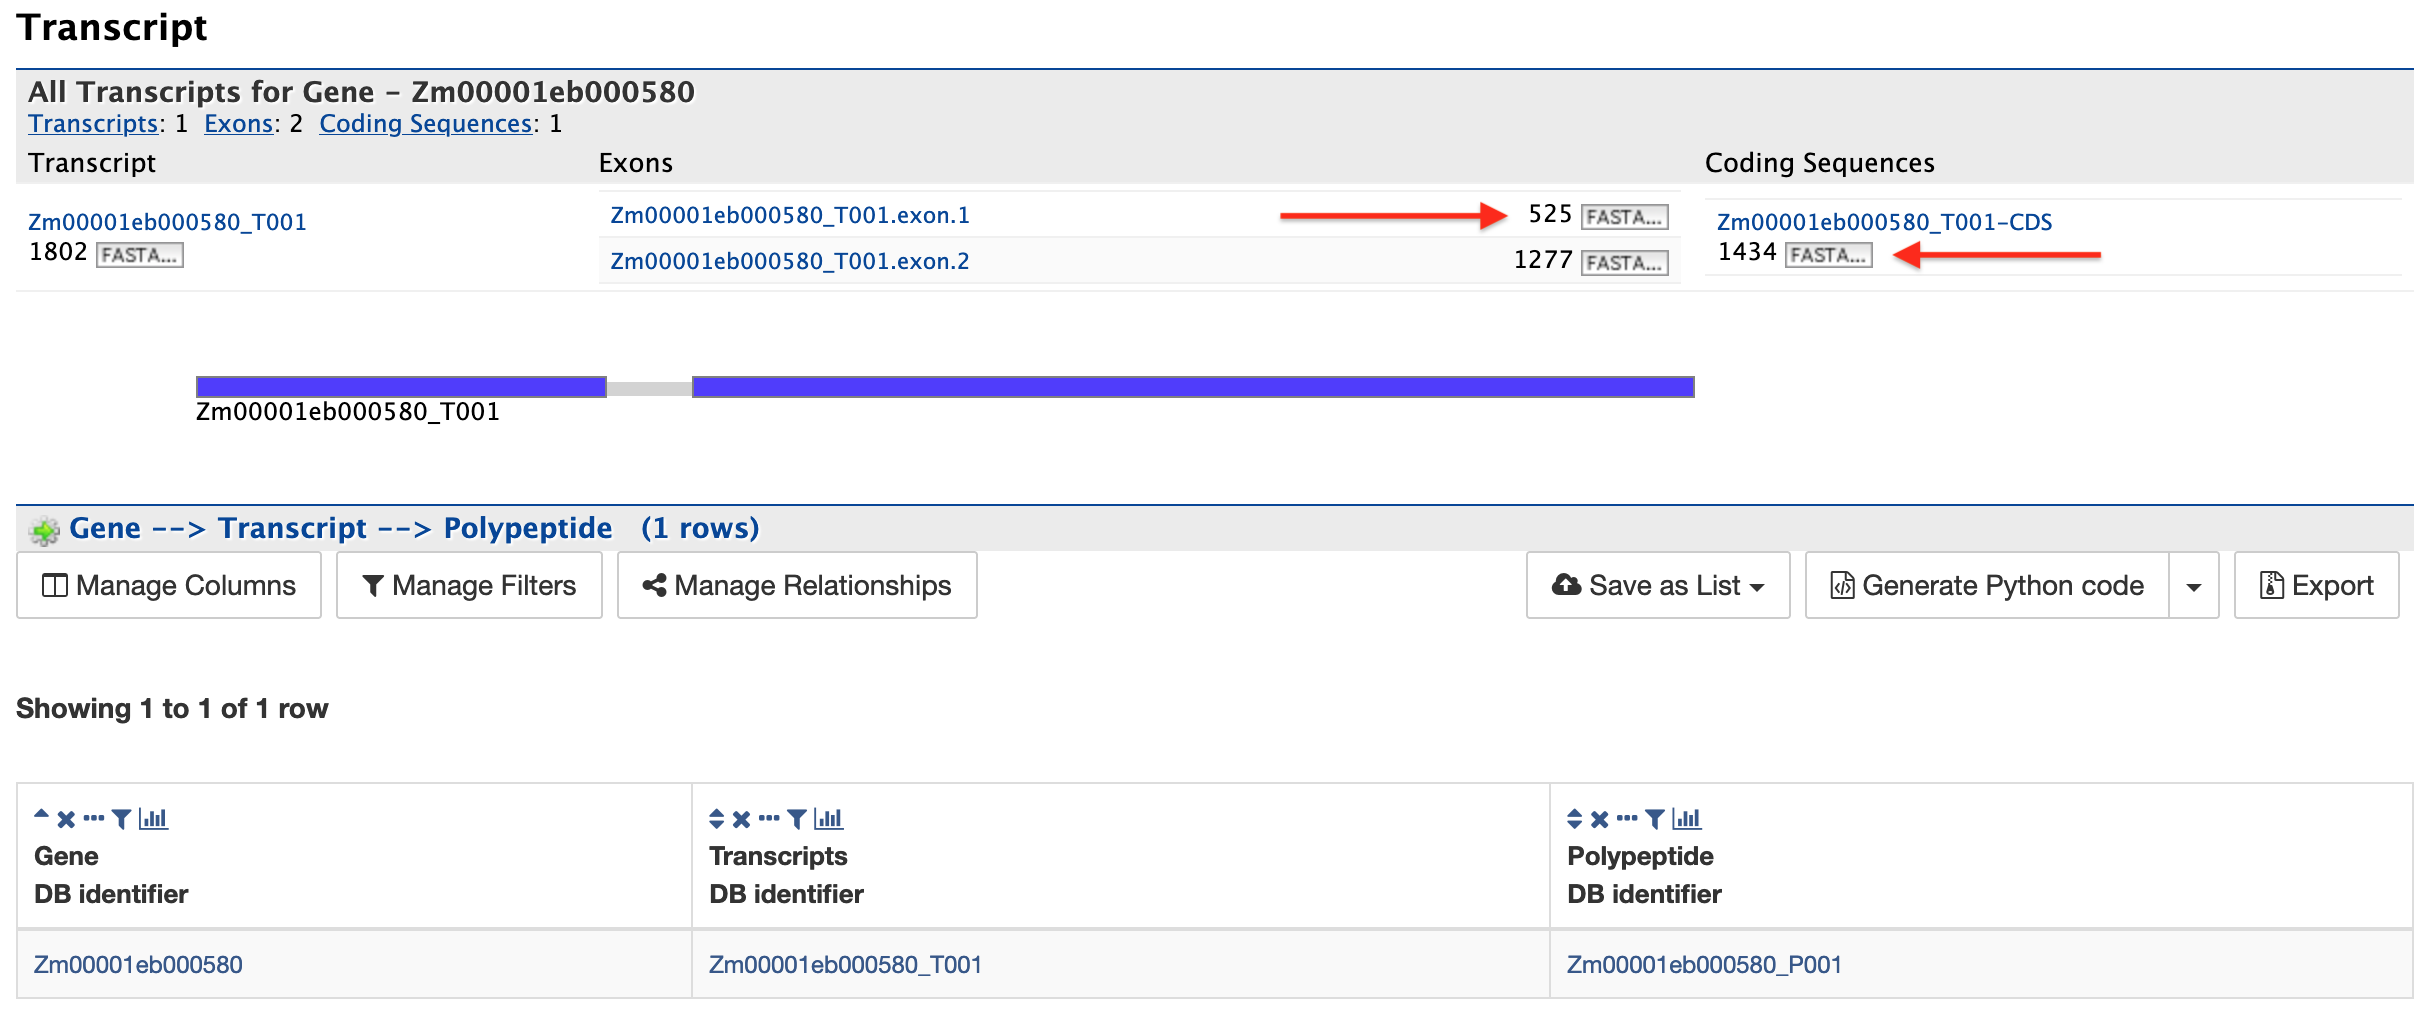 Transcript
All Transcripts for Gene - Zm00001eb000580
Transcripts: 1 Exons: 2 Coding Sequences: 1
Transcript Exons Coding Sequences
Zm00001eb000580_T001
1802 FASTA...
Zm00001eb000580_T001.exon.1 525 FASTA...
Zm00001eb000580_T001.exon.2 1277 FASTA...
Zm00001eb000580_T001-CDS
1434 FASTA...
Zm00001eb000580_T001
Gene --> Transcript --> Polypeptide (1 rows)
Manage Columns Manage Filters Manage Relationships Save as List Generate Python code Export
Showing 1 to 1 of 1 row
Gene
DB identifier
Transcripts
DB identifier
Polypeptide
DB identifier
Zm00001eb000580 Zm00001eb000580_T001 Zm00001eb000580_P001